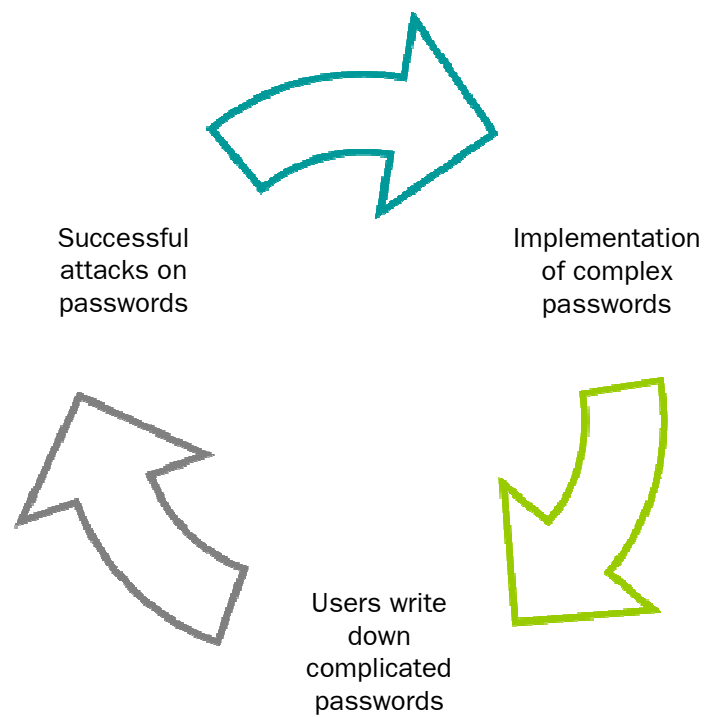 Successful
attacks on
passwords
Implementation
of complex
passwords
Users write
down
complicated
passwords